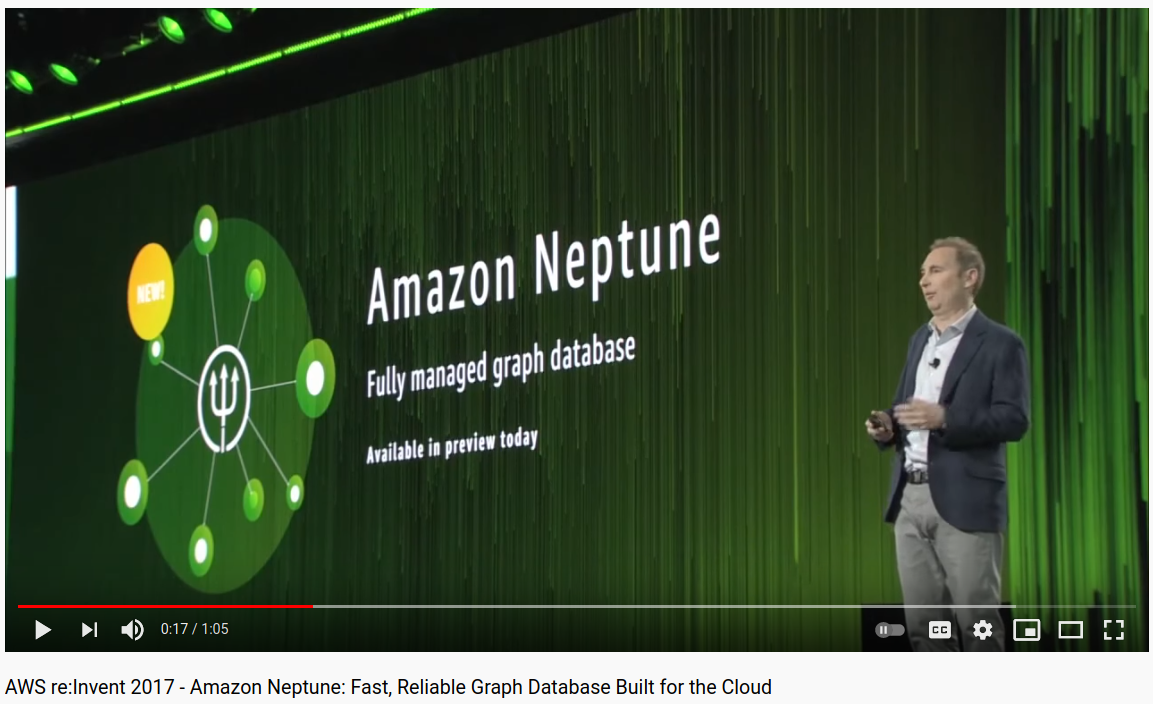 NEW!
Amazon Neptune
Fully managed graph database
Available in preview today
0:17 / 1:05
CC
AWS re:Invent 2017 - Amazon Neptune: Fast, Reliable Graph Database Built for the Cloud